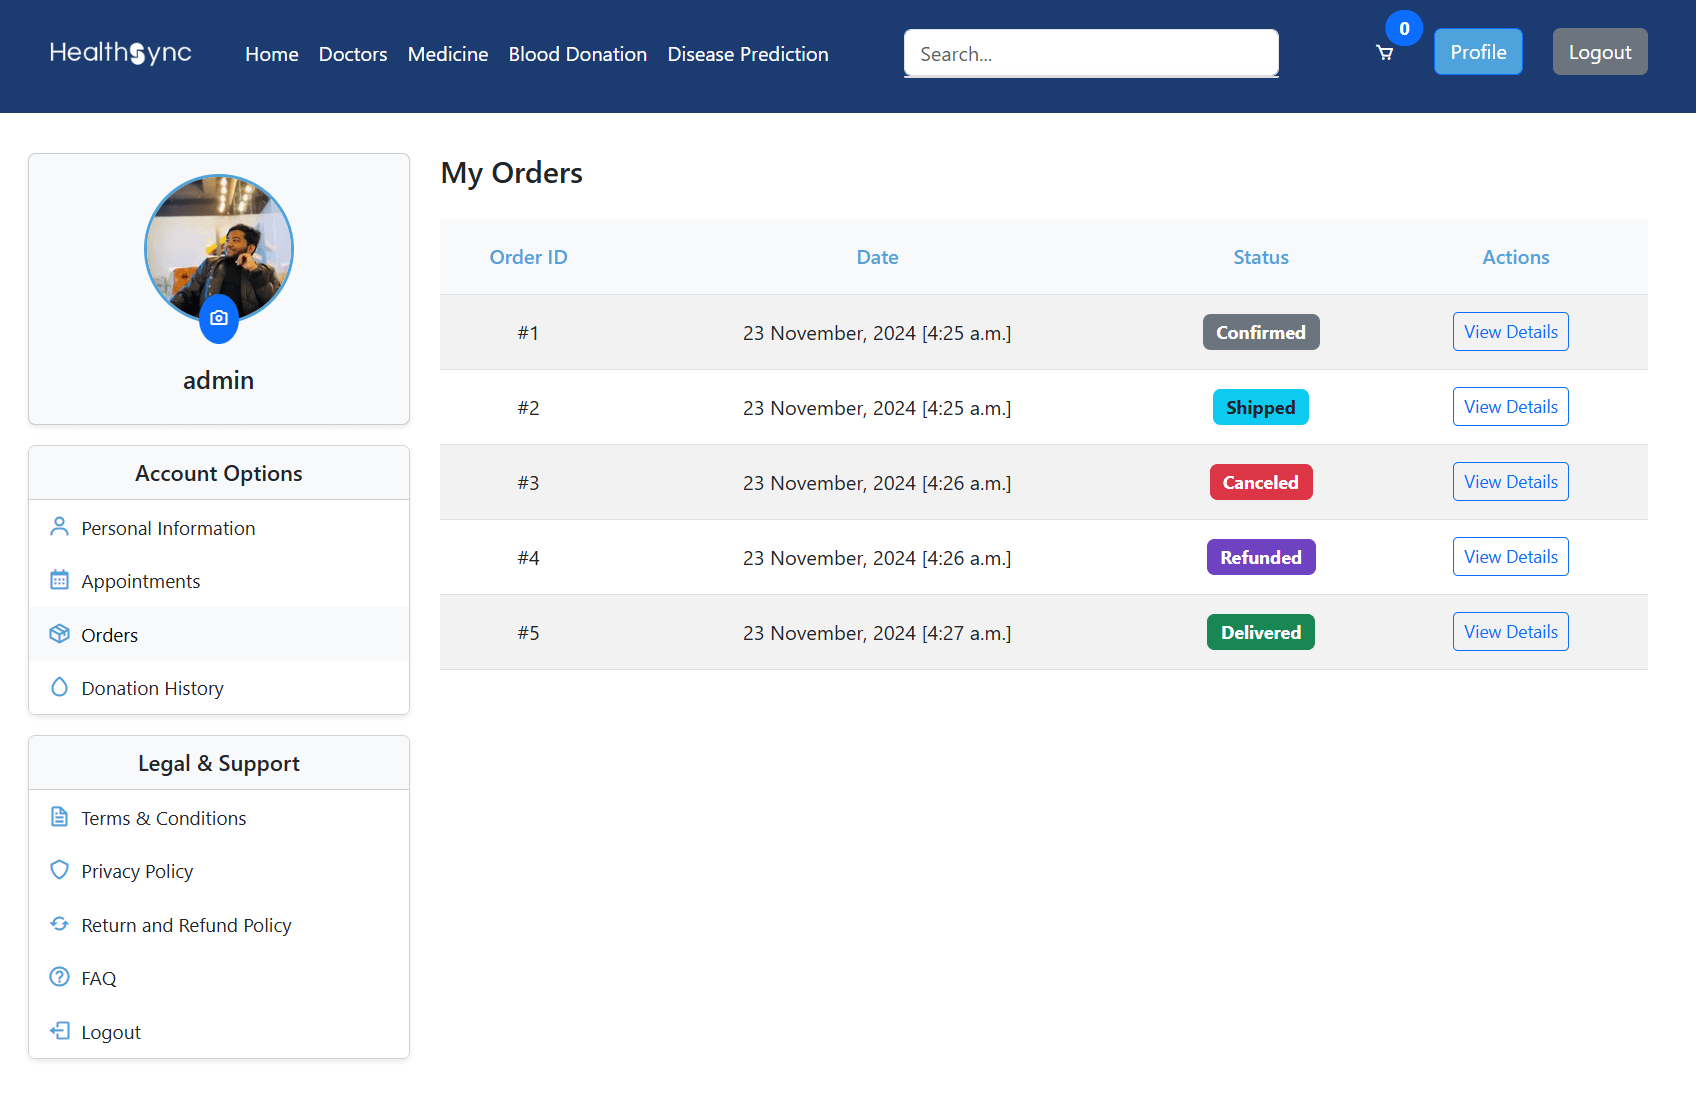 HealthSync Home Doctors Medicine Blood Donation Disease Prediction Search... 0 Profile Logout
admin
Account Options
Personal Information
Appointments
Orders
Donation History
Legal & Support
Terms & Conditions
Privacy Policy
Return and Refund Policy
FAQ
Logout
My Orders
Order ID Date Status Actions
#1 23 November, 2024 [4:25 a.m.] Confirmed View Details
#2 23 November, 2024 [4:25 a.m.] Shipped View Details
#3 23 November, 2024 [4:26 a.m.] Canceled View Details
#4 23 November, 2024 [4:26 a.m.] Refunded View Details
#5 23 November, 2024 [4:27 a.m.] Delivered View Details